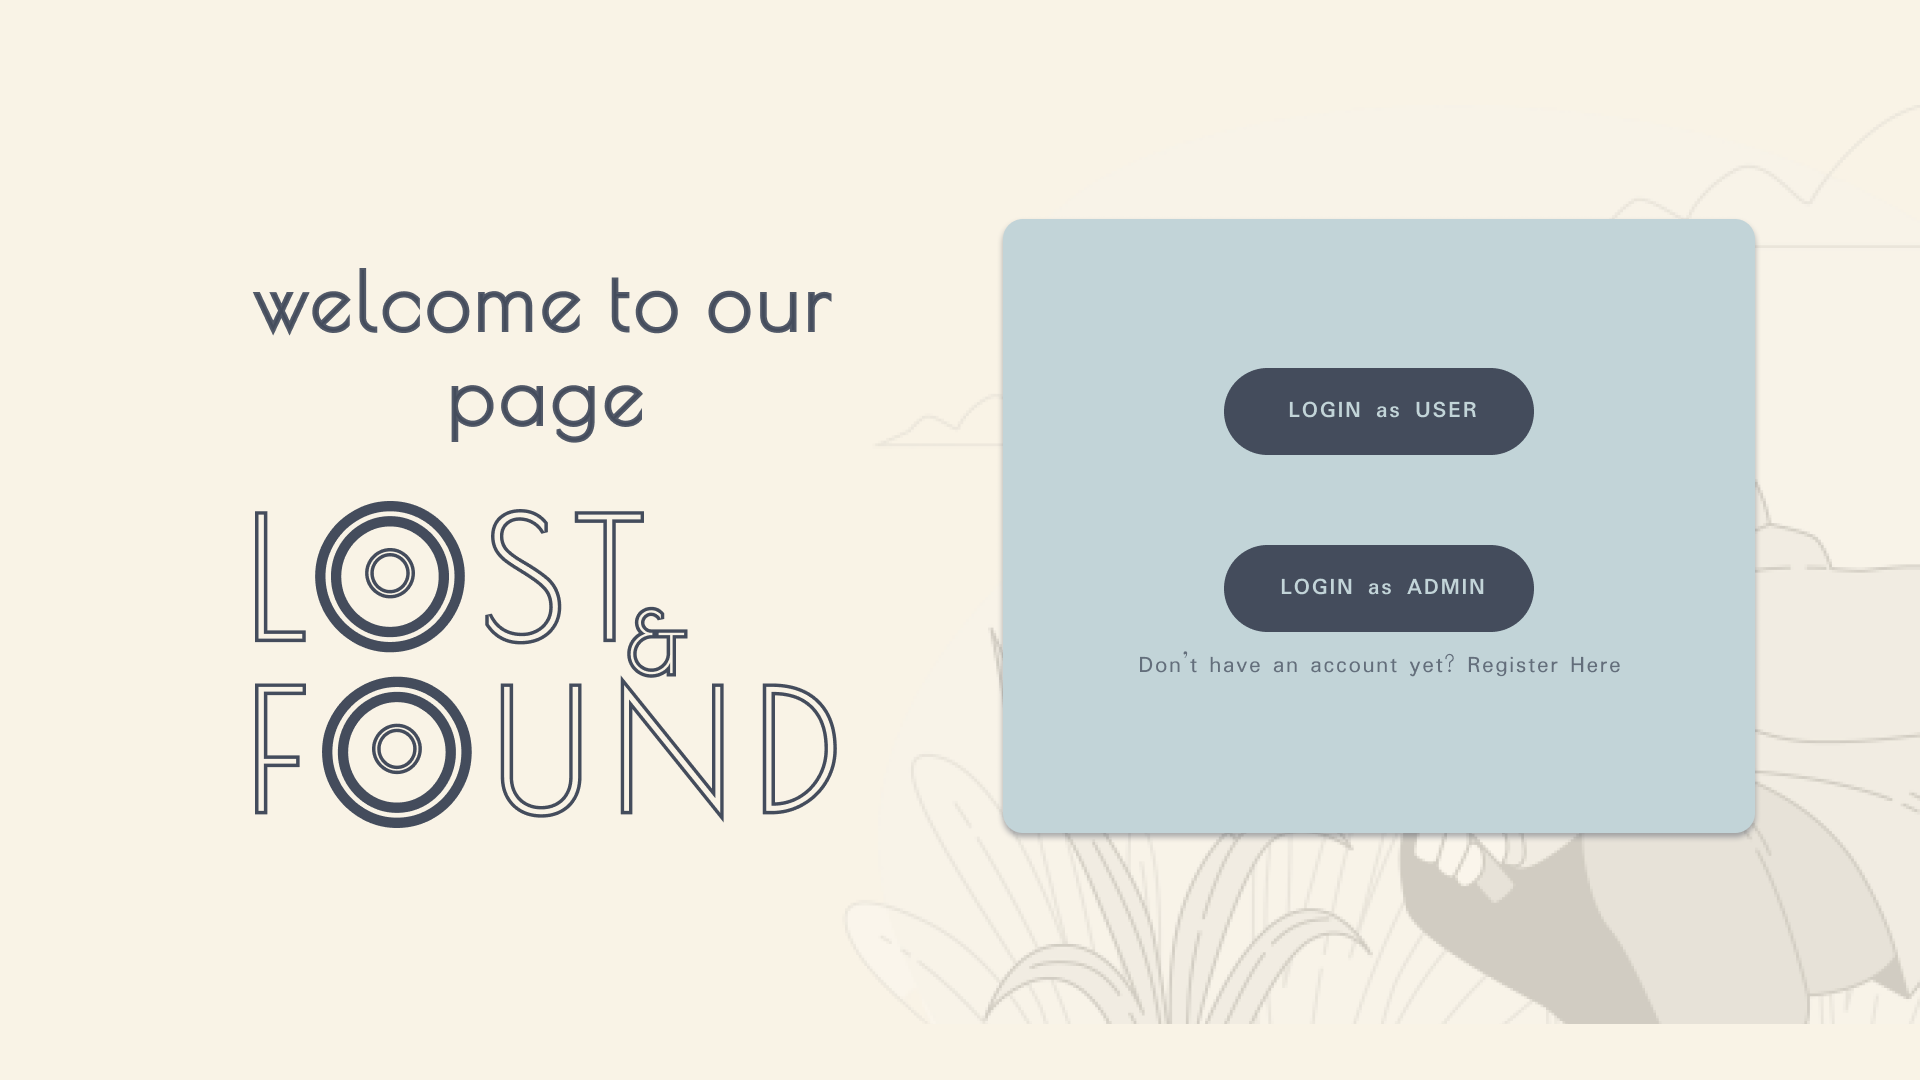 welcome to our
page
LOST
&
FOUND
LOGIN as USER
LOGIN as ADMIN
Don't have an account yet? Register Here